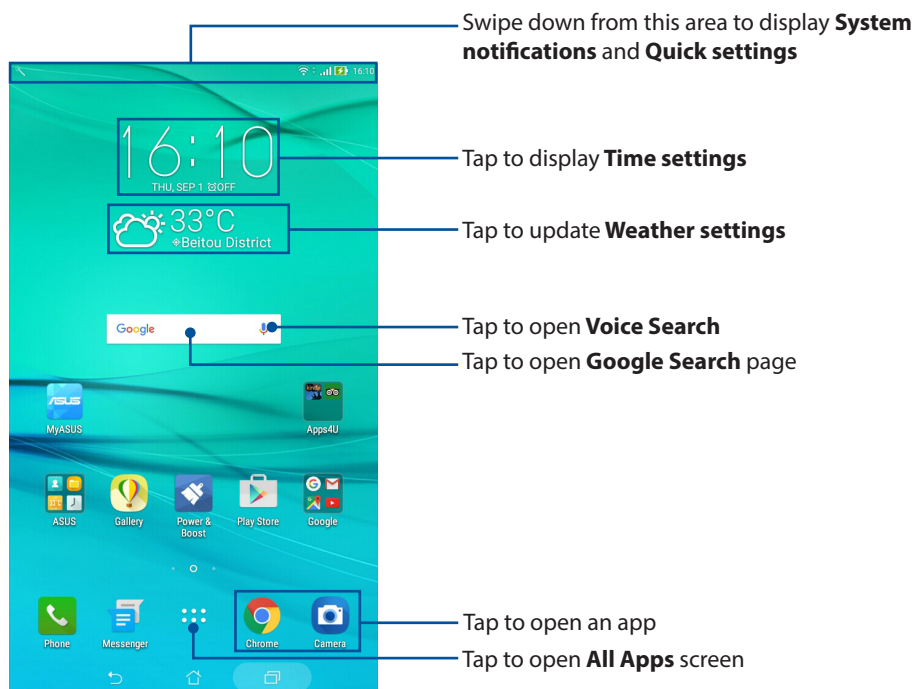 Swipe down from this area to display System
notifications and Quick settings
16:10
16:10
THU, SEP 1 OFF
Tap to display Time settings
33°C
Beitou District
Tap to update Weather settings
Google
Tap to open Voice Search
Tap to open Google Search page
ASUS
kindle
MyASUS
Apps4U
ASUS
Gallery
Power &
Boost
Play Store
Google
Phone
Messenger
Chrome
Camera
Tap to open an app
Tap to open All Apps screen